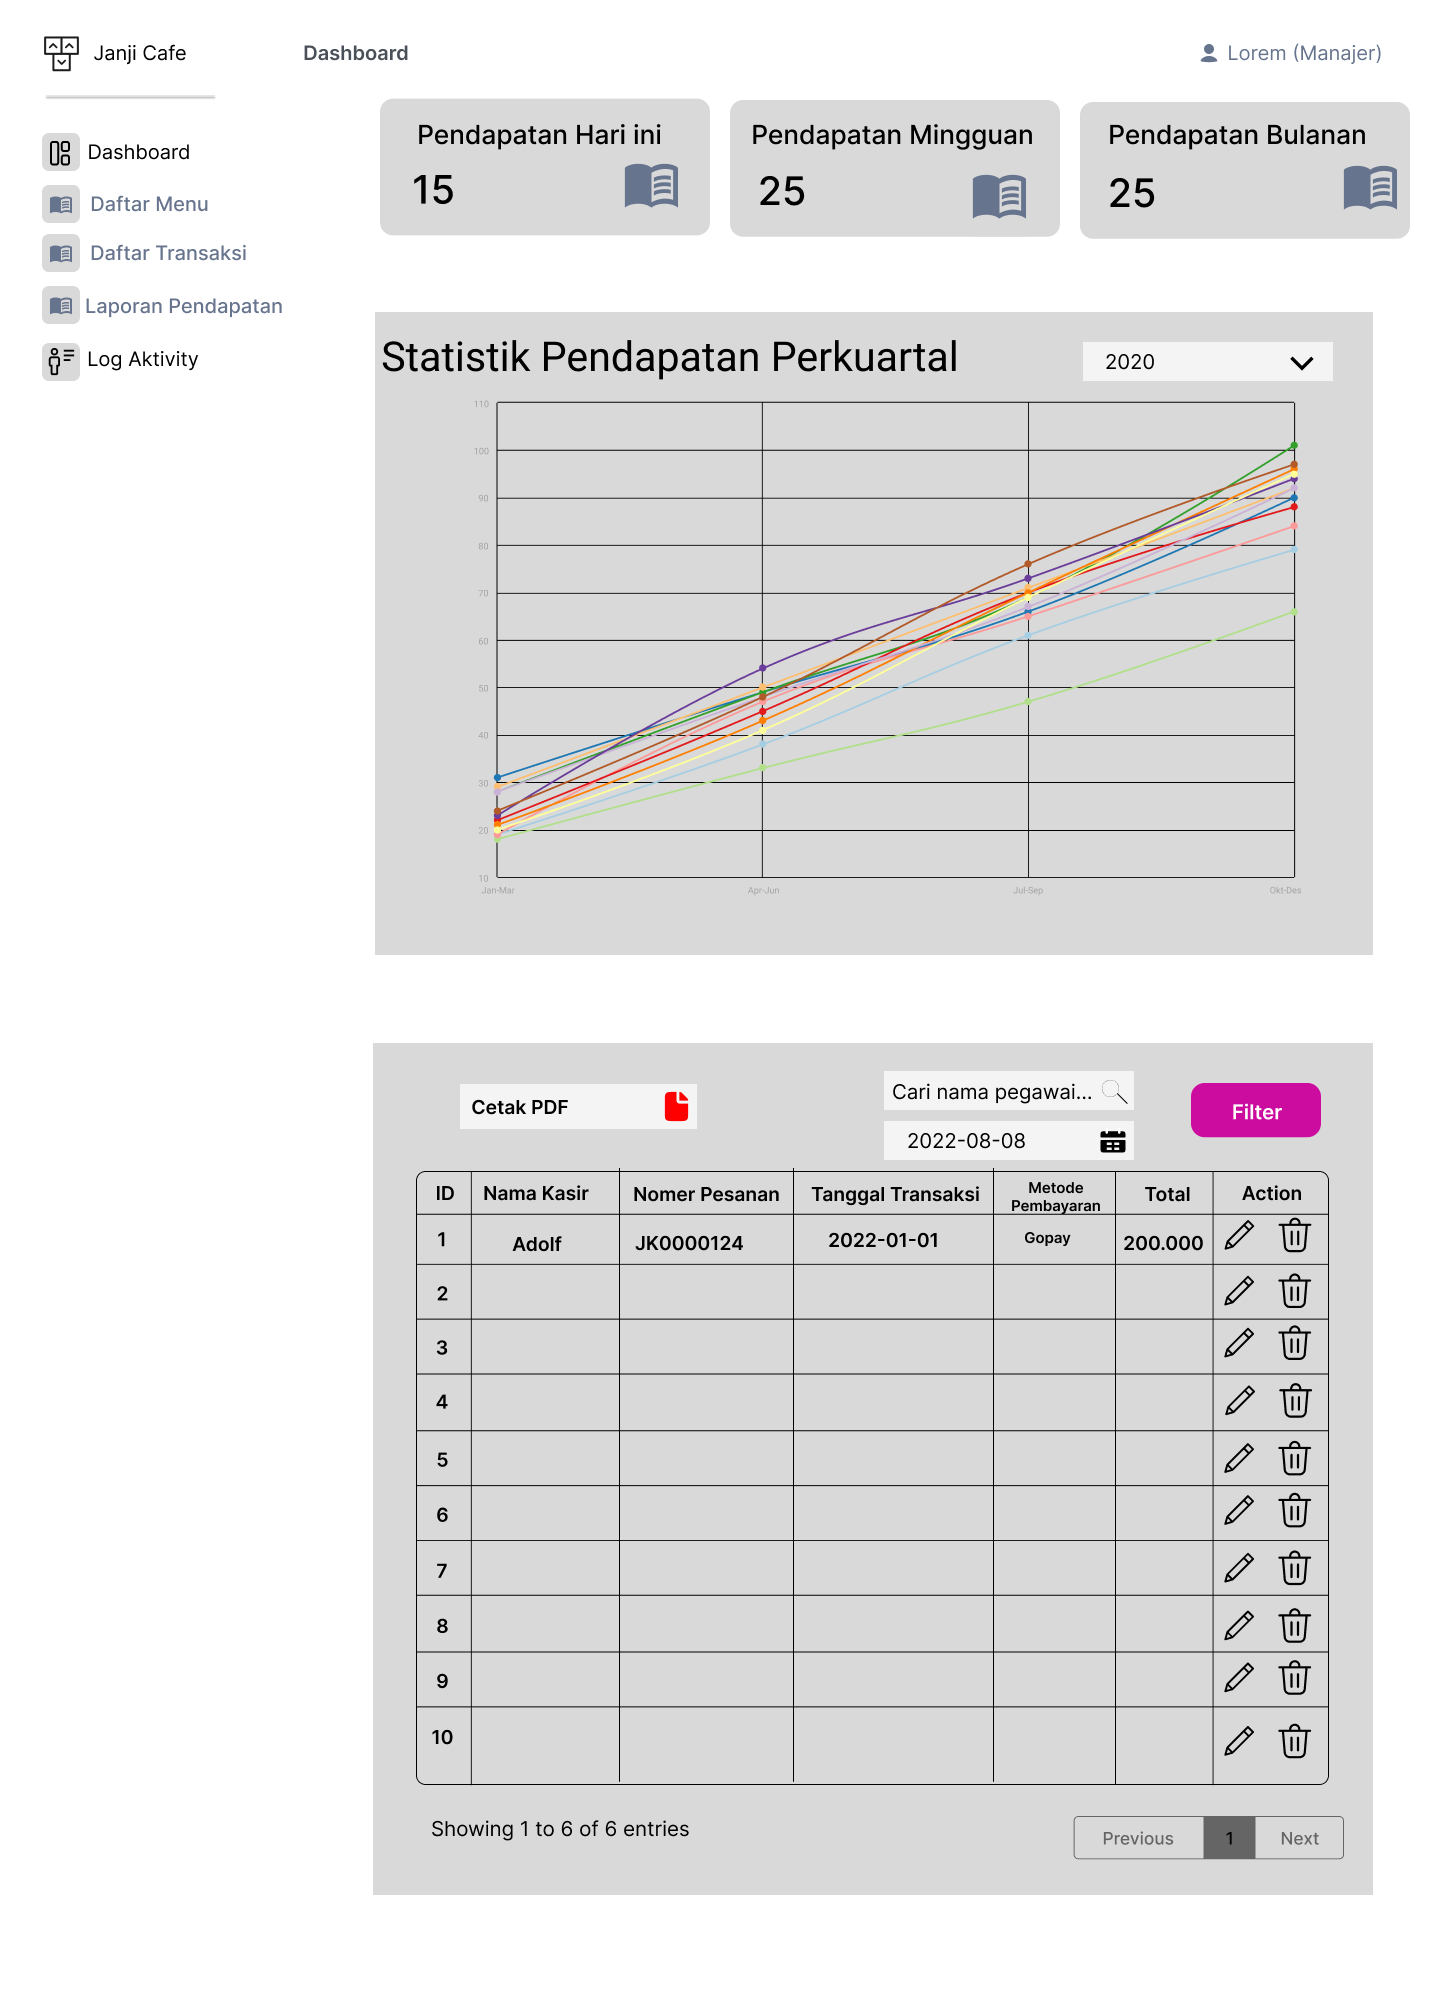 Janji Cafe
Dashboard
Lorem (Manajer)
Dashboard
Daftar Menu
Daftar Transaksi
Laporan Pendapatan
Log Aktivity
Pendapatan Hari ini
15
Pendapatan Mingguan
25
Pendapatan Bulanan
25
Statistik Pendapatan Perkuartal
2020
110
100
90
80
70
60
50
40
30
20
10
Jan-Mar Apr-Jun Jul-Sep Okt-Des
Cetak PDF
Cari nama pegawai...
2022-08-08
Filter
ID Nama Kasir Nomer Pesanan Tanggal Transaksi Metode Pembayaran Total Action
1 Adolf JK0000124 2022-01-01 Gopay 200.000
2
3
4
5
6
7
8
9
10
Showing 1 to 6 of 6 entries
Previous 1 Next